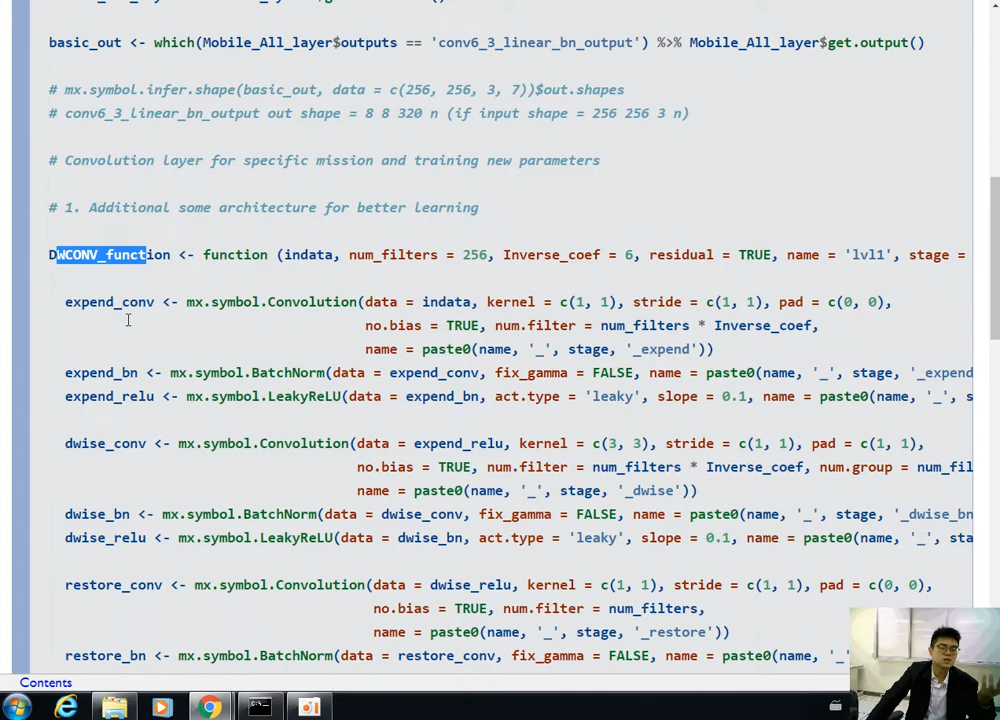 basic_out <- which(Mobile_All_layer$outputs == 'conv6_3_linear_bn_output') %>% Mobile_All_layer$get.output()
# mx.symbol.infer.shape(basic_out, data = c(256, 256, 3, 7))$out.shapes
# conv6_3_linear_bn_output out shape = 8 8 320 n (if input shape = 256 256 3 n)
# Convolution layer for specific mission and training new parameters
# 1. Additional some architecture for better learning
DWCONV_function <- function (indata, num_filters = 256, Inverse_coef = 6, residual = TRUE, name = 'lvl1', stage =
expend_conv <- mx.symbol.Convolution(data = indata, kernel = c(1, 1), stride = c(1, 1), pad = c(0, 0),
no.bias = TRUE, num.filter = num_filters * Inverse_coef,
name = paste0(name, '_', stage, '_expend'))
expend_bn <- mx.symbol.BatchNorm(data = expend_conv, fix_gamma = FALSE, name = paste0(name, '_', stage, '_expend
expend_relu <- mx.symbol.LeakyReLU(data = expend_bn, act.type = 'leaky', slope = 0.1, name = paste0(name, '_', s
dwise_conv <- mx.symbol.Convolution(data = expend_relu, kernel = c(3, 3), stride = c(1, 1), pad = c(1, 1),
no.bias = TRUE, num.filter = num_filters * Inverse_coef, num.group = num_fil
name = paste0(name, '_', stage, '_dwise'))
dwise_bn <- mx.symbol.BatchNorm(data = dwise_conv, fix_gamma = FALSE, name = paste0(name, '_', stage, '_dwise_bn
dwise_relu <- mx.symbol.LeakyReLU(data = dwise_bn, act.type = 'leaky', slope = 0.1, name = paste0(name, '_', sta
restore_conv <- mx.symbol.Convolution(data = dwise_relu, kernel = c(1, 1), stride = c(1, 1), pad = c(0, 0),
no.bias = TRUE, num.filter = num_filters,
name = paste0(name, '_', stage, '_restore'))
restore_bn <- mx.symbol.BatchNorm(data = restore_conv, fix_gamma = FALSE, name = paste0(name, '_'
Contents